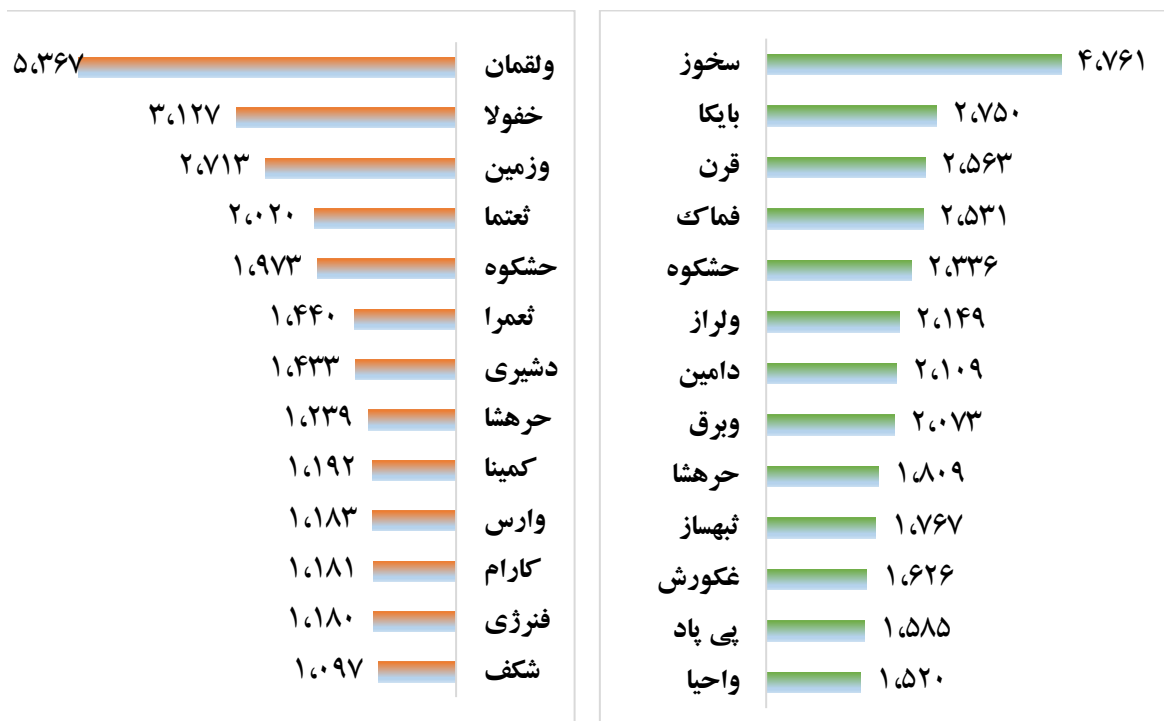 سخوز ۴،۷۶۱
بایکا ۲،۷۵۰
قرن ۲،۵۶۳
فماک ۲،۵۳۱
حشکوه ۲،۳۳۶
ولراز ۲،۱۴۹
دامین ۲،۱۰۹
وبرق ۲،۰۷۳
حرهشا ۱،۸۰۹
ثبهساز ۱،۷۶۷
غکورش ۱،۶۲۶
پی پاد ۱،۵۸۵
واحیا ۱،۵۲۰
ولقمان ۵،۳۶۷
خفولا ۳،۱۲۷
وزمین ۲،۷۱۳
ثعتما ۲،۰۲۰
حشکوه ۱،۹۷۳
ثعمرا ۱،۴۴۰
دشیری ۱،۴۳۳
حرهشا ۱،۲۳۹
کمینا ۱،۱۹۲
وارس ۱،۱۸۳
کارام ۱،۱۸۱
فنرژی ۱،۱۸۰
شکف ۱،۰۹۷